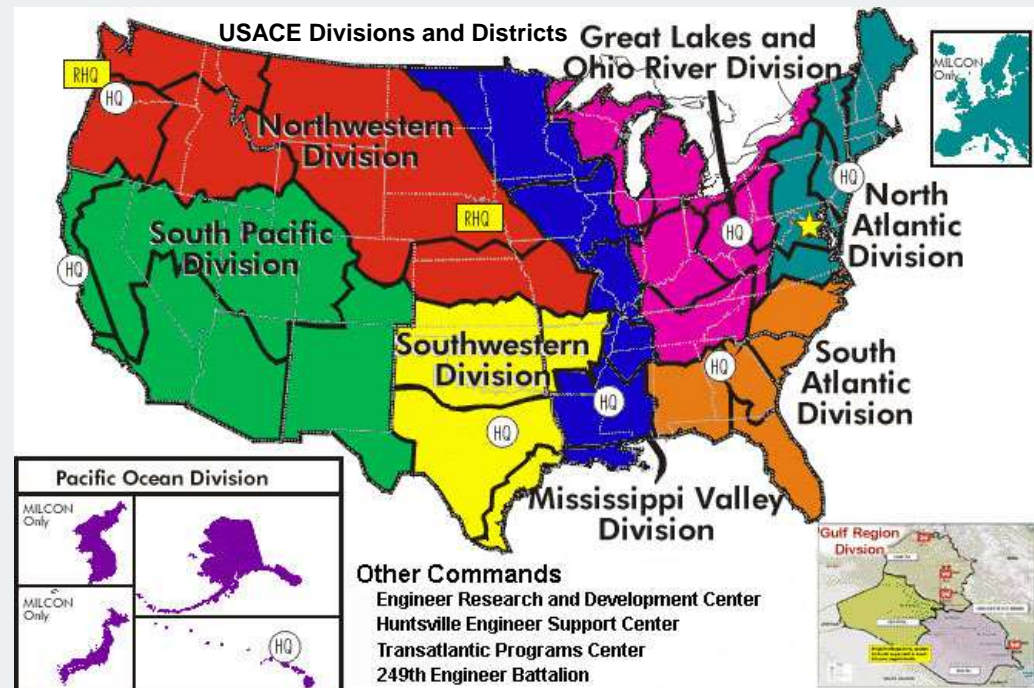 USACE Divisions and Districts
Great Lakes and
Ohio River Division
MILCON
Only
RHQ
HQ
Northwestern
Division
HQ
North
Atlantic
Division
RHQ
South Pacific
Division
HQ
HQ
Southwestern
Division
HQ
South
Atlantic
Division
HQ
HQ
Mississippi Valley
Division
Pacific Ocean Division
MILCON
Only
MILCON
Only
HQ
Other Commands
Engineer Research and Development Center
Huntsville Engineer Support Center
Transatlantic Programs Center
249th Engineer Battalion
Gulf Region
Divsion